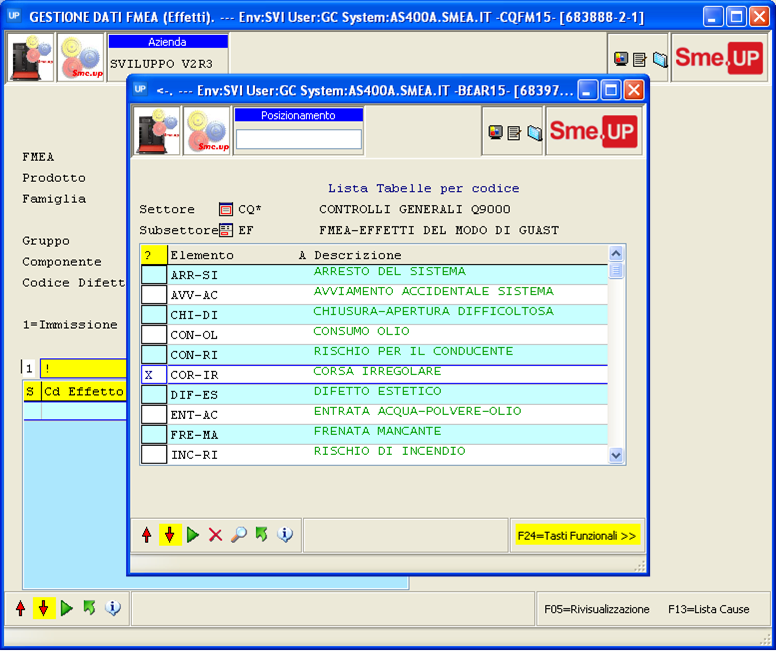 UP GESTIONE DATI FMEA (Effetti). --- Env:SVI User:GC System:AS400A.SMEA.IT -CQFM15- [683888-2-1]
Sme.up
Azienda
SVILUPPO V2R3
Sme.UP
UP <-. --- Env:SVI User:GC System:AS400A.SMEA.IT -B£AR15- [68397...
Sme.up
Posizionamento
Sme.UP
FMEA
Prodotto
Famiglia
Gruppo
Componente
Codice Difett
1=Immissione
1 !
S Cd Effetto
Lista Tabelle per codice
Settore CQ* CONTROLLI GENERALI Q9000
Subsettore EF FMEA-EFFETTI DEL MODO DI GUAST
? Elemento A Descrizione
ARR-SI ARRESTO DEL SISTEMA
AVV-AC AVVIAMENTO ACCIDENTALE SISTEMA
CHI-DI CHIUSURA-APERTURA DIFFICOLTOSA
CON-OL CONSUMO OLIO
CON-RI RISCHIO PER IL CONDUCENTE
X COR-IR CORSA IRREGOLARE
DIF-ES DIFETTO ESTETICO
ENT-AC ENTRATA ACQUA-POLVERE-OLIO
FRE-MA FRENATA MANCANTE
INC-RI RISCHIO DI INCENDIO
F24=Tasti Funzionali >>
F05=Rivisualizzazione F13=Lista Cause